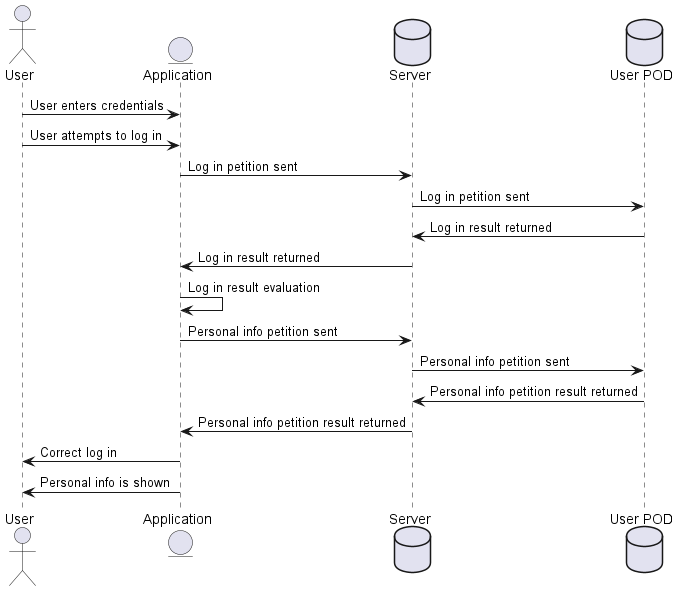 User
Application
Server
User POD
User enters credentials
User attempts to log in
Log in petition sent
Log in petition sent
Log in result returned
Log in result returned
Log in result evaluation
Personal info petition sent
Personal info petition sent
Personal info petition result returned
Personal info petition result returned
Correct log in
Personal info is shown
User
Application
Server
User POD